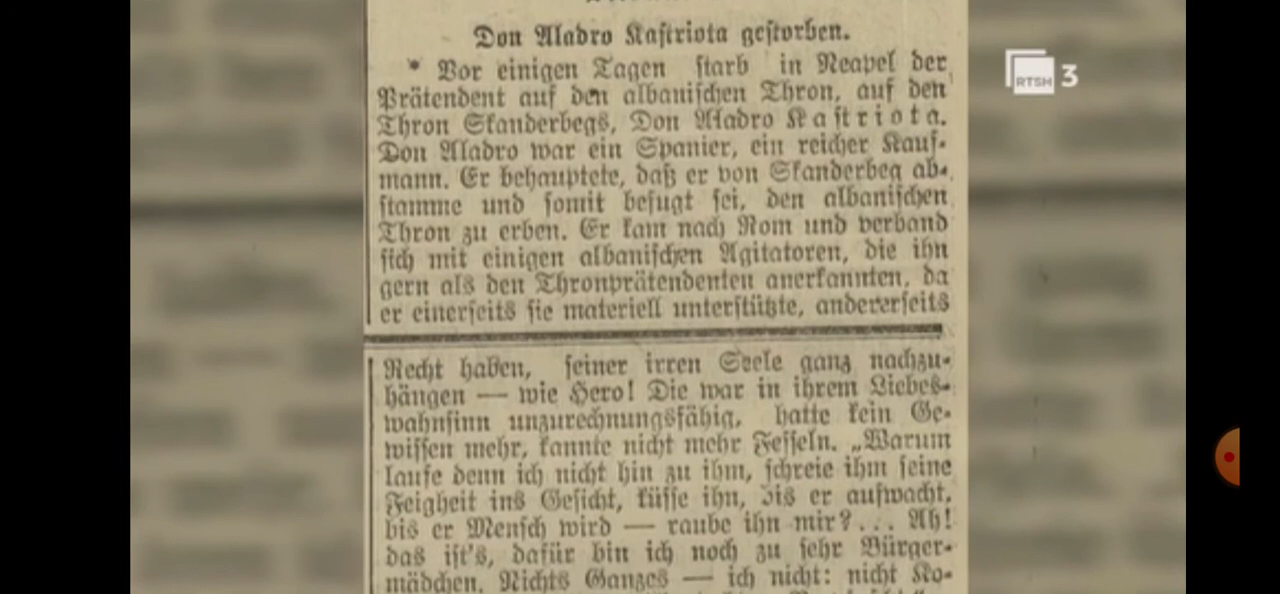 Don Aladro Kastriota gestorben.
* Vor einigen Tagen starb in Neapel der
Prätendent auf den albanischen Thron, auf den
Thron Skanderbegs, Don Aladro Kastriota.
Don Aladro war ein Spanier, ein reicher Kauf-
mann. Er behauptete, daß er von Skanderbeg ab-
stamme und somit befugt sei, den albanischen
Thron zu erben. Er kam nach Rom und verband
sich mit einigen albanischen Agitatoren, die ihn
gern als den Thronprätendenten anerkannten, da
er einerseits sie materiell unterstützte, andererseits
Recht haben, seiner irren Seele ganz nachzu-
hängen — wie Hero! Die war in ihrem Liebes-
wahnsinn unzurechnungsfähig, hatte kein Ge-
wissen mehr, kannte nicht mehr Fesseln. „Warum
laufe denn ich nicht hin zu ihm, schreie ihm seine
Feigheit ins Gesicht, küsse ihn, bis er aufwacht,
bis er Mensch wird — raube ihn mir?... Ah!
das ist's, dafür bin ich noch zu sehr Bürger-
mädchen. Nichts Ganzes — ich nicht: nicht Ko-
RTSH 3